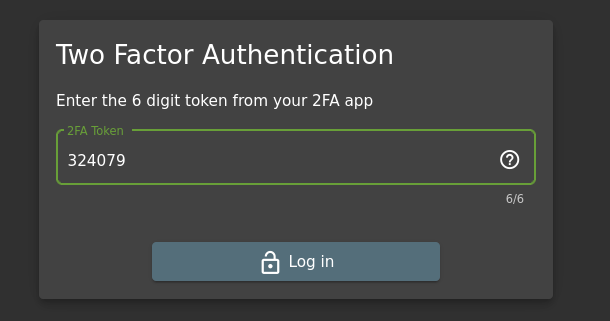 Two Factor Authentication
Enter the 6 digit token from your 2FA app
2FA Token
324079
6/6
Log in